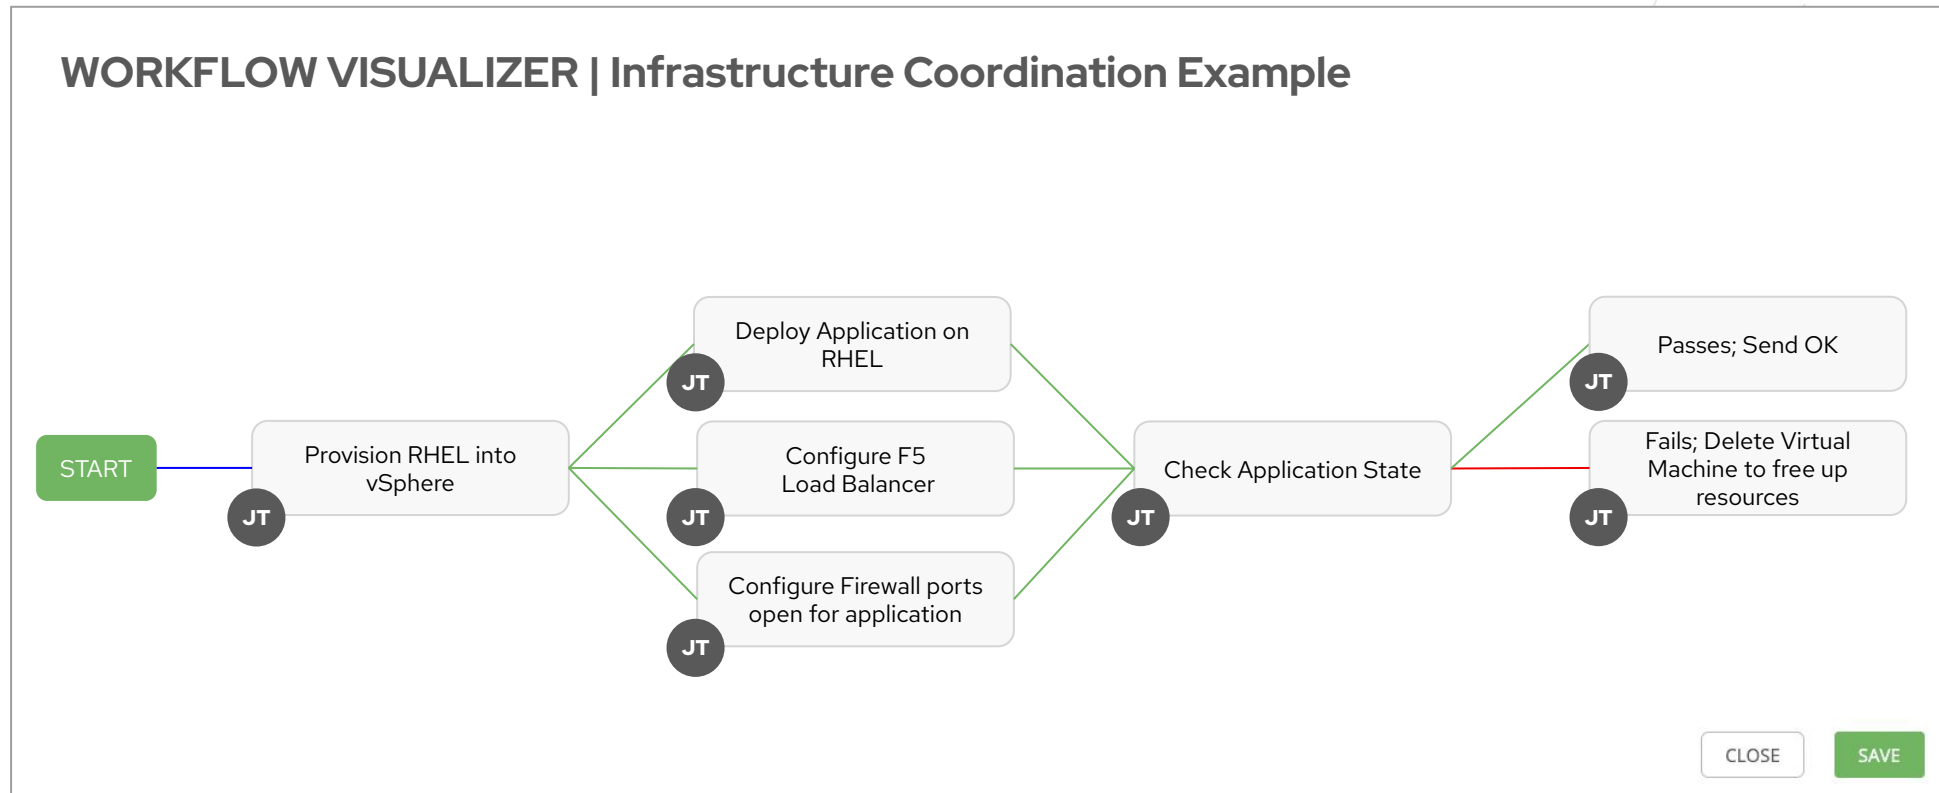 WORKFLOW VISUALIZER | Infrastructure Coordination Example
START
Provision RHEL into
vSphere
JT
Deploy Application on
RHEL
JT
Configure F5
Load Balancer
JT
Configure Firewall ports
open for application
JT
Check Application State
JT
Passes; Send OK
JT
Fails; Delete Virtual
Machine to free up
resources
JT
CLOSE
SAVE